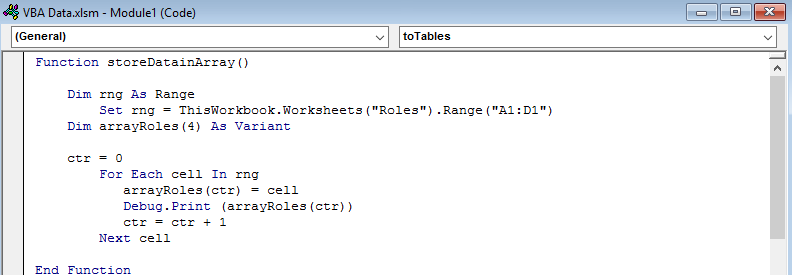 VBA Data.xlsm - Module1 (Code)
(General) toTables
Function storeDatainArray()
Dim rng As Range
Set rng = ThisWorkbook.Worksheets("Roles").Range("A1:D1")
Dim arrayRoles(4) As Variant
ctr = 0
For Each cell In rng
arrayRoles(ctr) = cell
Debug.Print (arrayRoles(ctr))
ctr = ctr + 1
Next cell
End Function